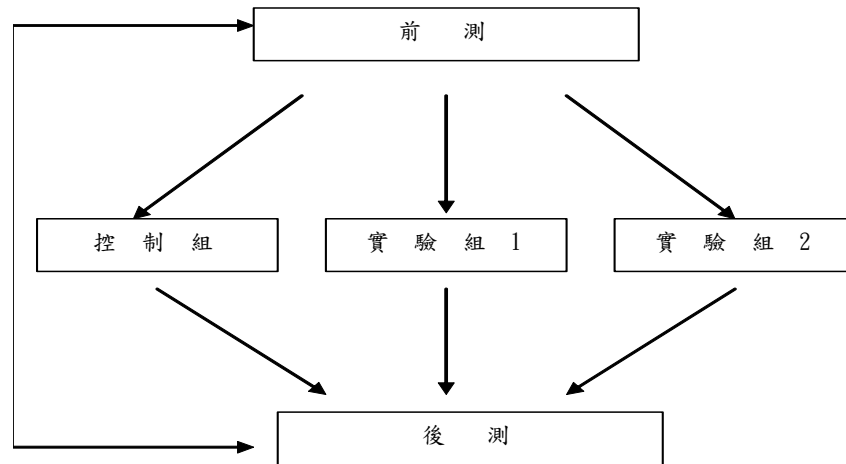 前 測
控 制 組
實 驗 組 1
實 驗 組 2
後 測